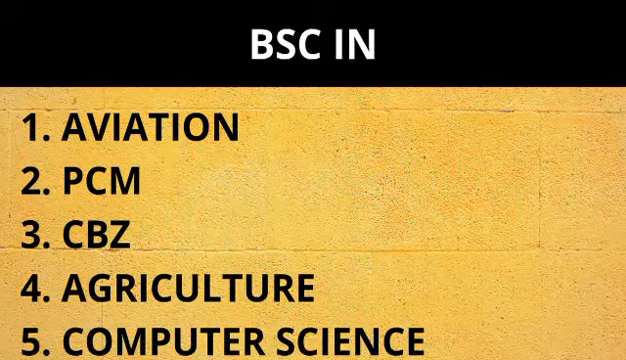 BSC IN
1. AVIATION
2. PCM
3. CBZ
4. AGRICULTURE
5. COMPUTER SCIENCE